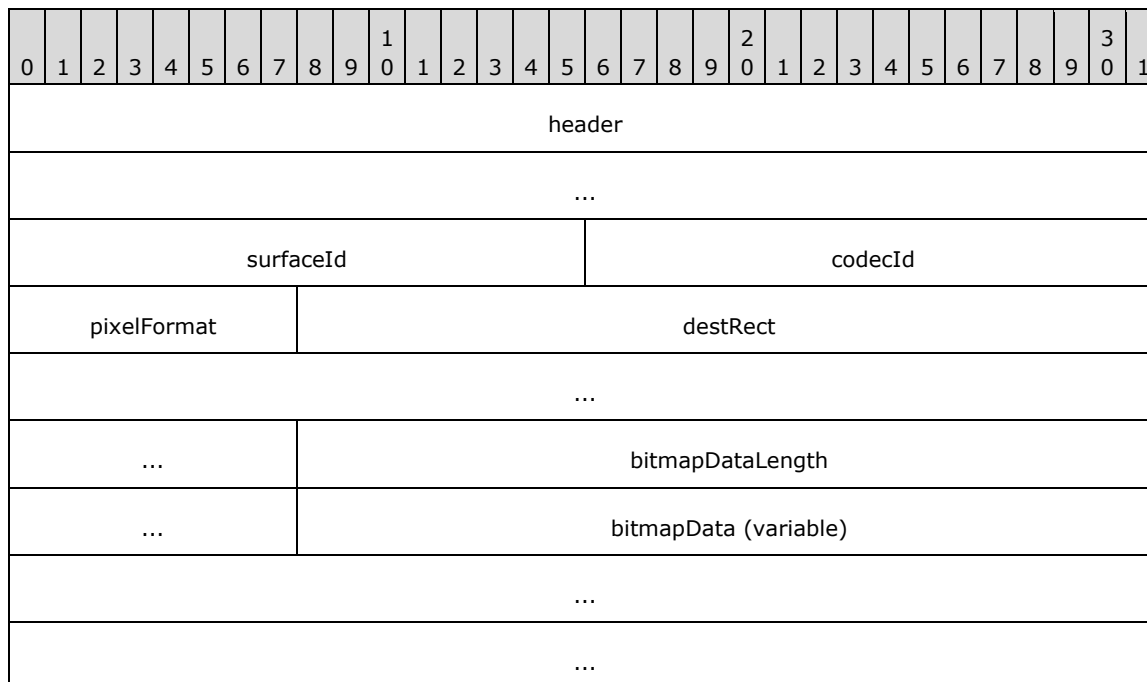 1 2 3
0 1 2 3 4 5 6 7 8 9 0 1 2 3 4 5 6 7 8 9 0 1 2 3 4 5 6 7 8 9 0 1
header
...
surfaceId codecId
pixelFormat destRect
...
... bitmapDataLength
... bitmapData (variable)
...
...